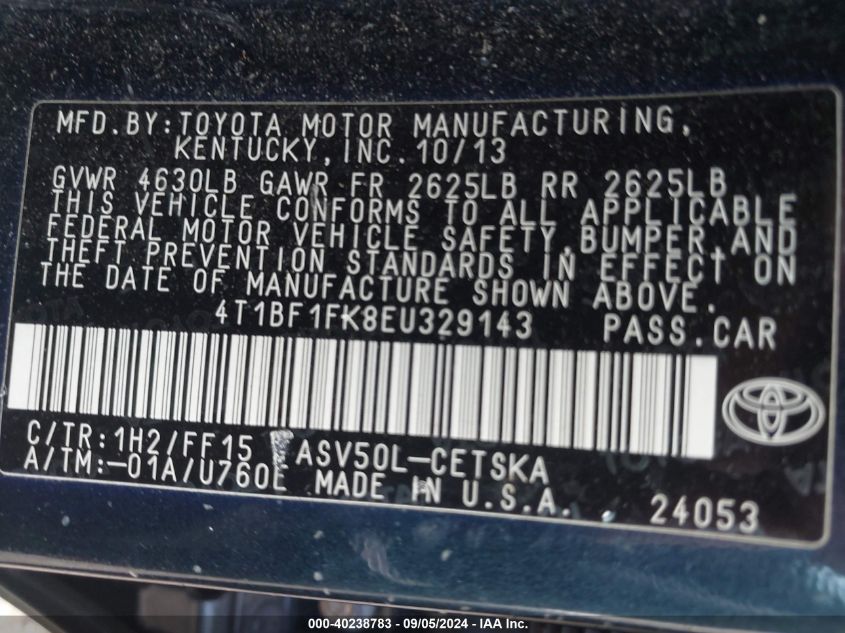 MFD.BY:TOYOTA MOTOR MANUFACTURING,
KENTUCKY,INC. 10/13
GVWR 4630LB GAWR FR 2625LB RR 2625LB
THIS VEHICLE CONFORMS TO ALL APPLICABLE
FEDERAL MOTOR VEHICLE SAFETY,BUMPER,AND
THEFT PREVENTION STANDARDS IN EFFECT ON
THE DATE OF MANUFACTURE SHOWN ABOVE.
4T1BF1FK8EU329143 PASS.CAR
C/TR:1H2/FF15 ASV50L-CETSKA
A/TM:-01A/U760E MADE IN U.S.A. 24053
000-40238783 - 09/05/2024 - IAA Inc.